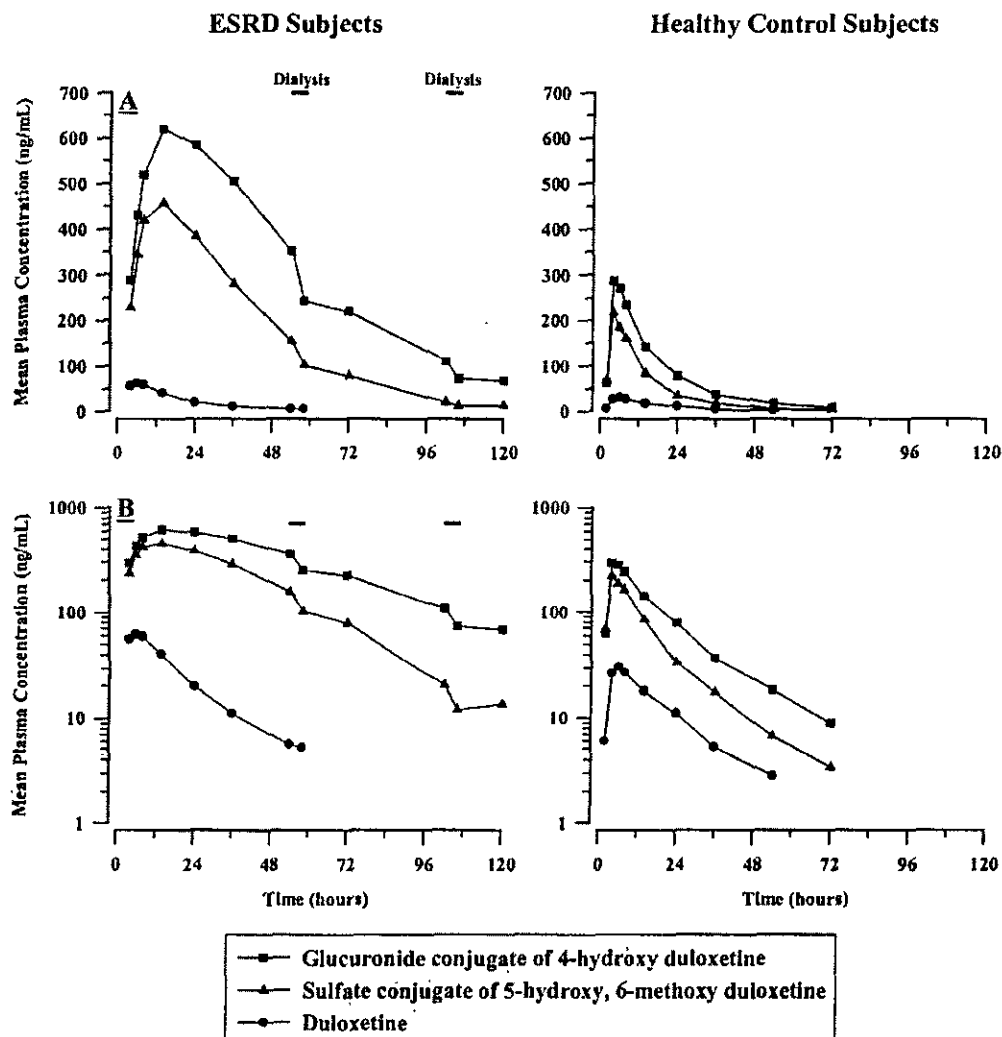 ESRD Subjects
Healthy Control Subjects
Dialysis
Dialysis
A
Mean Plasma Concentration (ng/mL)
700
600
500
400
300
200
100
0
0 24 48 72 96 120
700
600
500
400
300
200
100
0
0 24 48 72 96 120
B
Mean Plasma Concentration (ng/mL)
1000
100
10
1
0 24 48 72 96 120
Time (hours)
1000
100
10
1
0 24 48 72 96 120
Time (hours)
Glucuronide conjugate of 4-hydroxy duloxetine
Sulfate conjugate of 5-hydroxy, 6-methoxy duloxetine
Duloxetine